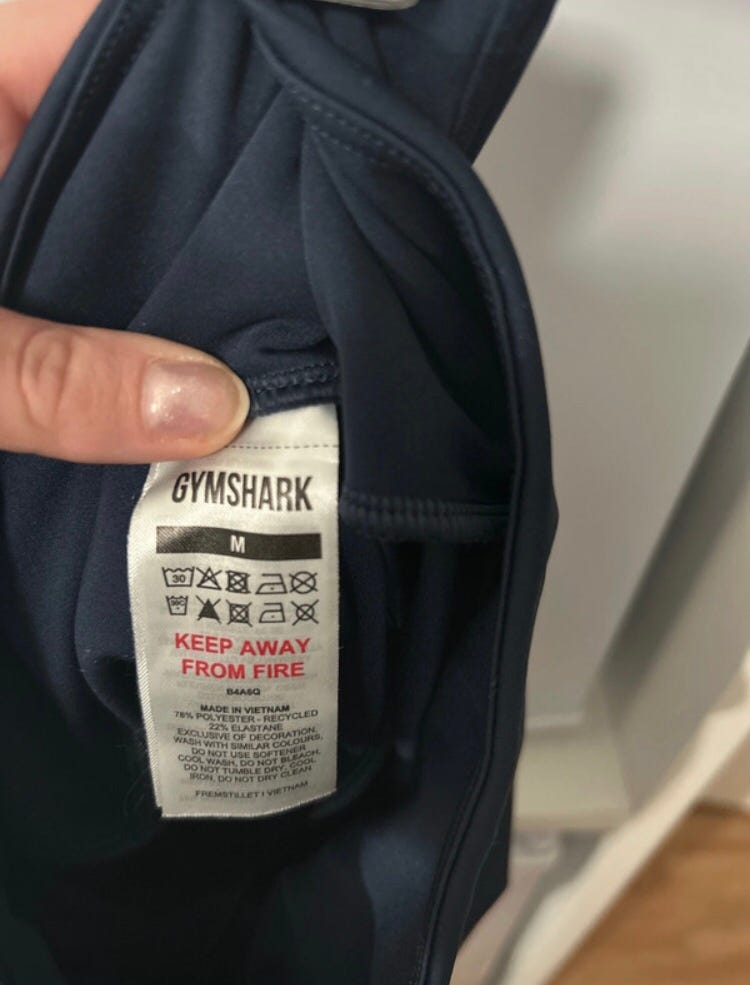 GYMSHARK
M
30
30C
KEEP AWAY
FROM FIRE
B4A6Q
MADE IN VIETNAM
78% POLYESTER - RECYCLED
22% ELASTANE
EXCLUSIVE OF DECORATION,
WASH WITH SIMILAR COLOURS,
DO NOT USE SOFTENER
COOL WASH, DO NOT BLEACH,
DO NOT TUMBLE DRY, COOL
IRON, DO NOT DRY CLEAN
FREMSTILLET I VIETNAM